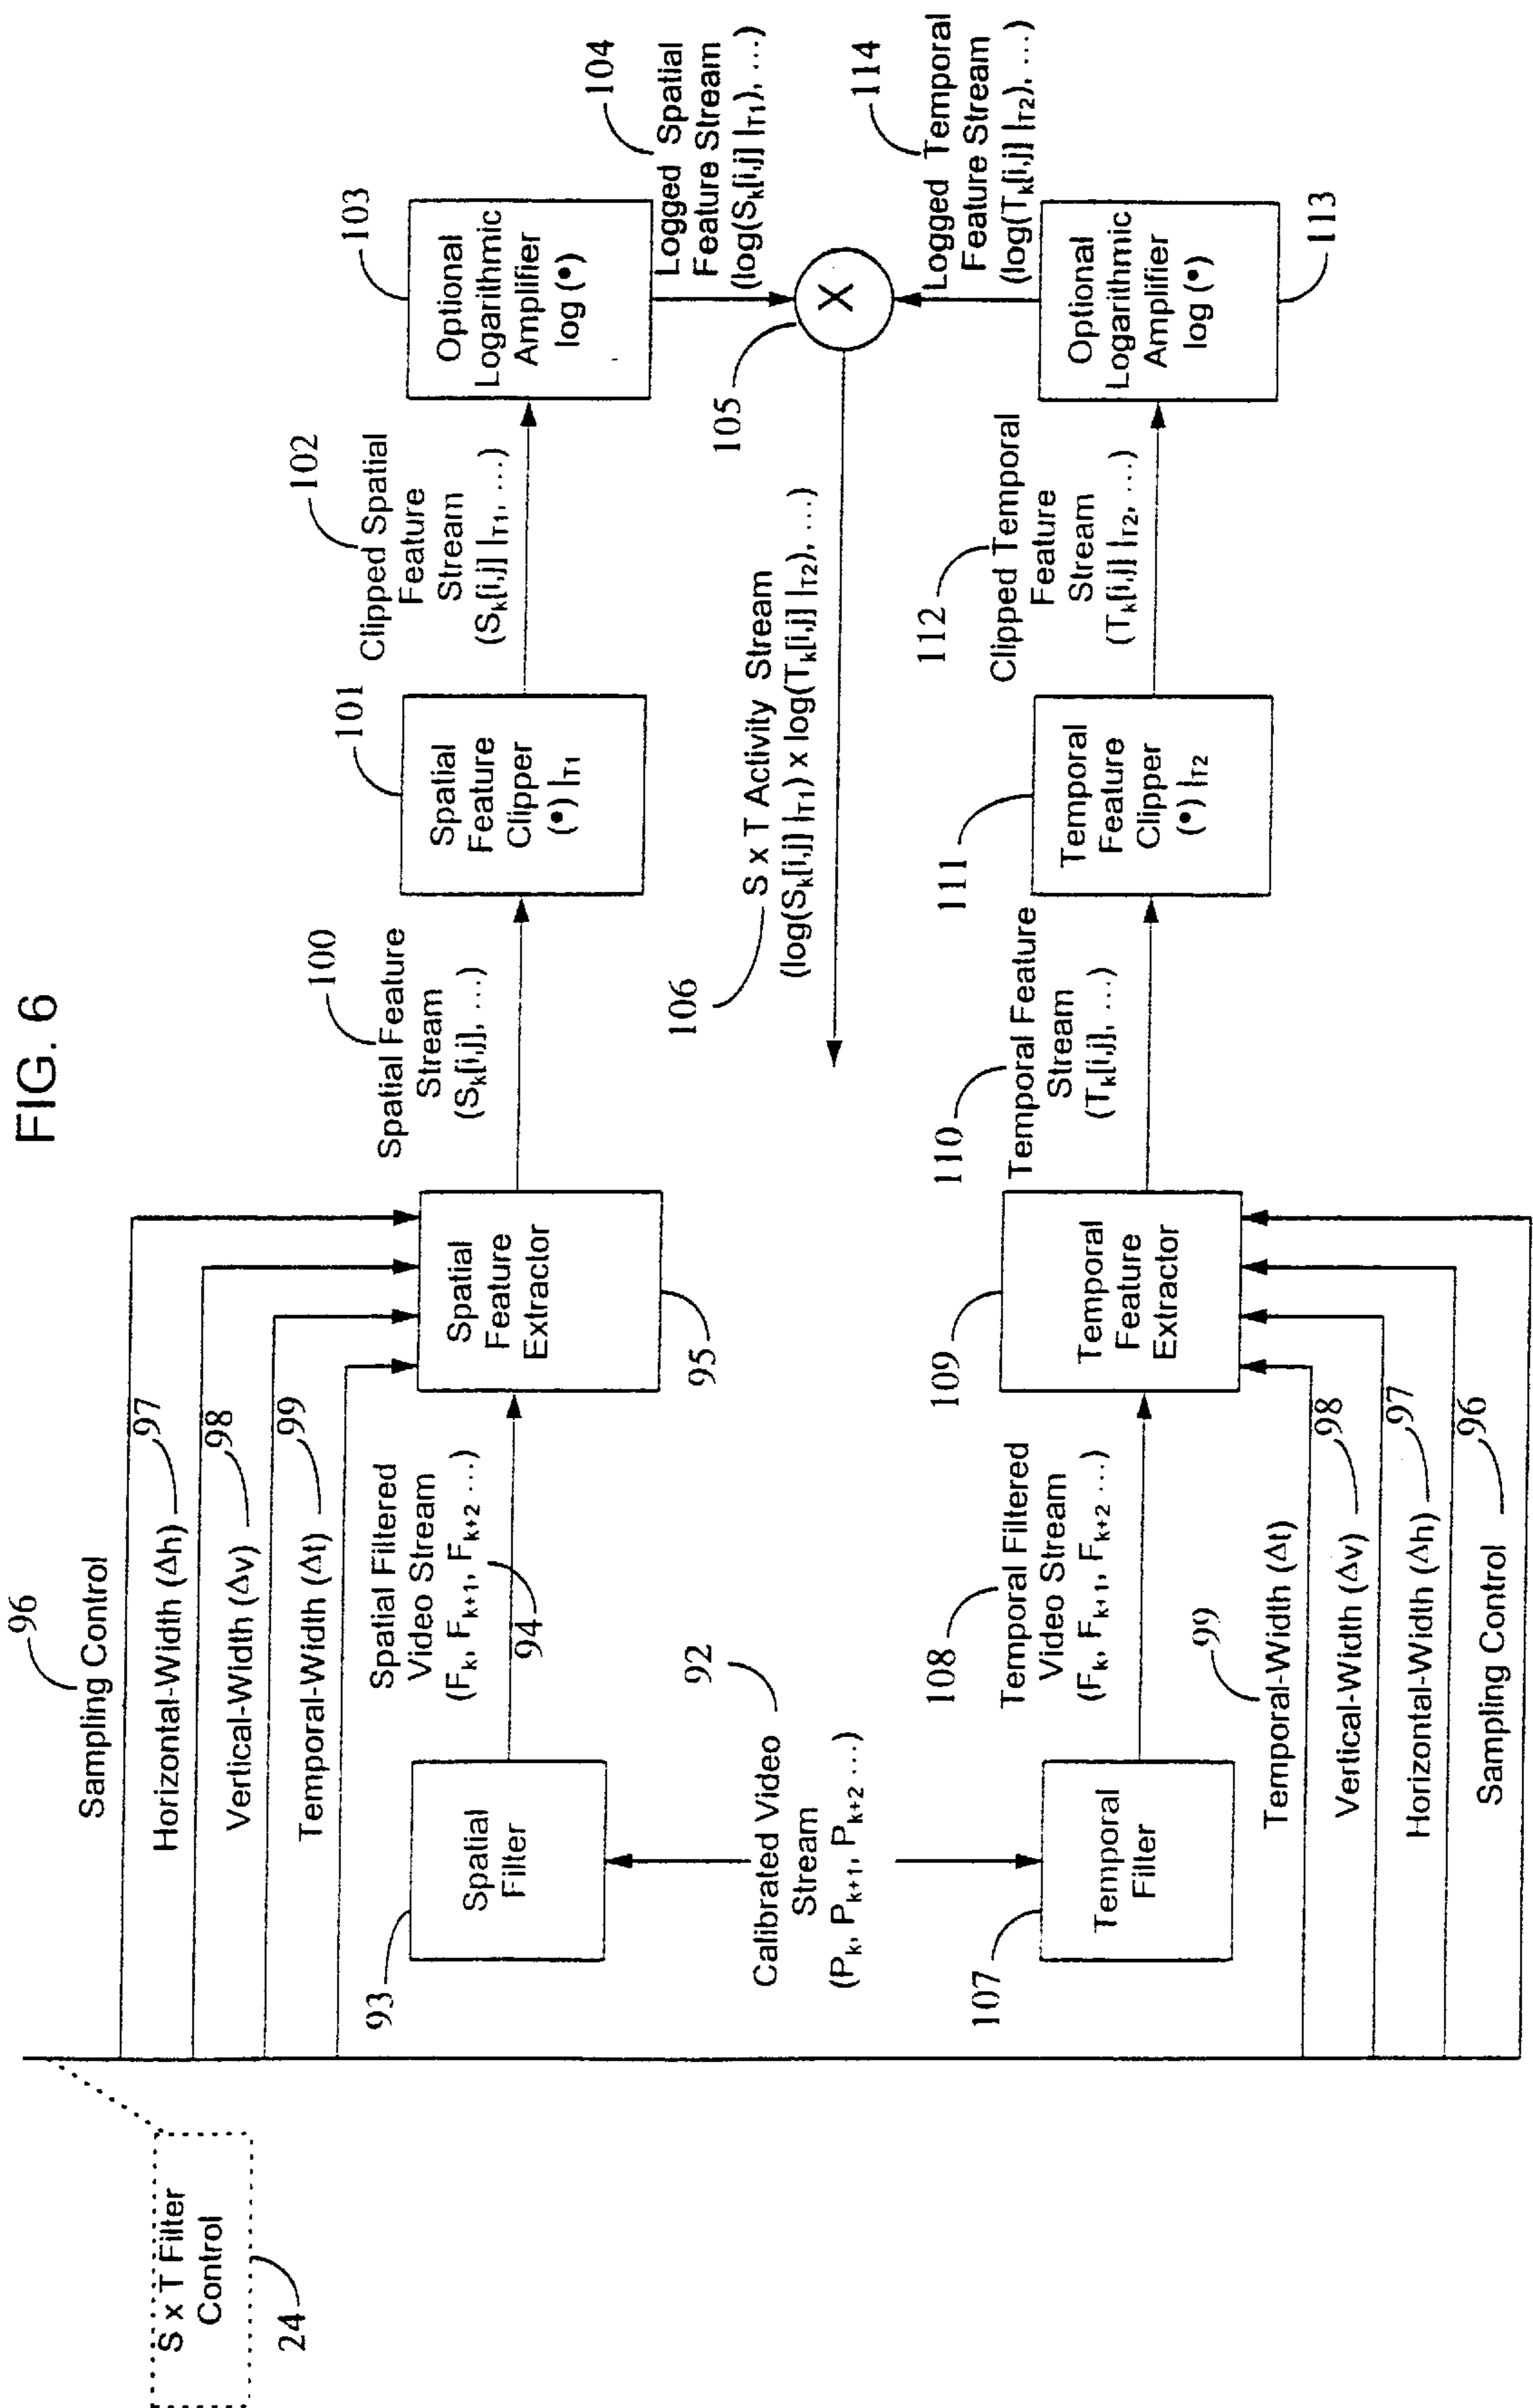 FIG. 6
S x T Filter
Control
24
96
Sampling Control
Horizontal-Width (Δh)
97
Vertical-Width (Δv)
98
Temporal-Width (Δt)
99
93
Spatial
Filter
Spatial Filtered
Video Stream
(Fk, Fk+1, Fk+2 ...)
94
Spatial
Feature
Extractor
95
100
Spatial Feature
Stream
(Sk[i,j], ...)
101
Spatial
Feature
Clipper
(•) |T1
102
Clipped Spatial
Feature
Stream
(Sk[i,j] |T1, ...)
103
Optional
Logarithmic
Amplifier
log (•)
104
Logged Spatial
Feature Stream
(log(Sk[i,j] |T1), ...)
92
Calibrated Video
Stream
(Pk, Pk+1, Pk+2 ...)
106
S x T Activity Stream
(log(Sk[i,j] |T1) x log(Tk[i,j] |T2), ...)
105
X
114
Logged Temporal
Feature Stream
(log(Tk[i,j] |T2), ...)
107
Temporal
Filter
108
Temporal Filtered
Video Stream
(Fk, Fk+1, Fk+2 ...)
109
Temporal
Feature
Extractor
110
Temporal Feature
Stream
(Tk[i,j], ...)
111
Temporal
Feature
Clipper
(•) |T2
112
Clipped Temporal
Feature
Stream
(Tk[i,j] |T2, ...)
Optional
Logarithmic
Amplifier
log (•)
113
99
Temporal-Width (Δt)
Vertical-Width (Δv)
98
Horizontal-Width (Δh)
97
Sampling Control
96